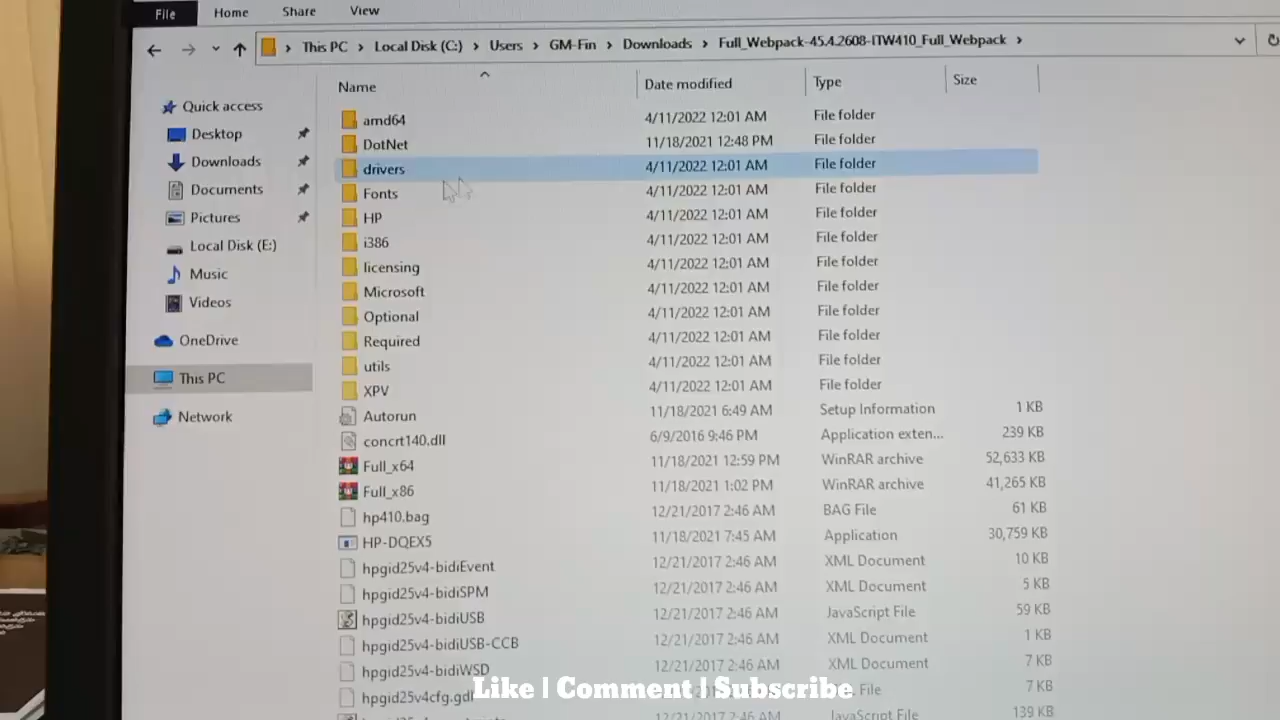 File Home Share View
This PC > Local Disk (C:) > Users > GM-Fin > Downloads > Full_Webpack-45.4.2608-ITW410_Full_Webpack >
Name Date modified Type Size
Quick access
Desktop
Downloads
Documents
Pictures
Local Disk (E:)
Music
Videos
OneDrive
This PC
Network
amd64 4/11/2022 12:01 AM File folder
DotNet 11/18/2021 12:48 PM File folder
drivers 4/11/2022 12:01 AM File folder
Fonts 4/11/2022 12:01 AM File folder
HP 4/11/2022 12:01 AM File folder
i386 4/11/2022 12:01 AM File folder
licensing 4/11/2022 12:01 AM File folder
Microsoft 4/11/2022 12:01 AM File folder
Optional 4/11/2022 12:01 AM File folder
Required 4/11/2022 12:01 AM File folder
utils 4/11/2022 12:01 AM File folder
XPV 4/11/2022 12:01 AM File folder
Autorun 11/18/2021 6:49 AM Setup Information 1 KB
concrt140.dll 6/9/2016 9:46 PM Application exten... 239 KB
Full_x64 11/18/2021 12:59 PM WinRAR archive 52,633 KB
Full_x86 11/18/2021 1:02 PM WinRAR archive 41,265 KB
hp410.bag 12/21/2017 2:46 AM BAG File 61 KB
HP-DQEX5 11/18/2021 7:45 AM Application 30,759 KB
hpgid25v4-bidiEvent 12/21/2017 2:46 AM XML Document 10 KB
hpgid25v4-bidiSPM 12/21/2017 2:46 AM XML Document 5 KB
hpgid25v4-bidiUSB 12/21/2017 2:46 AM JavaScript File 59 KB
hpgid25v4-bidiUSB-CCB 12/21/2017 2:46 AM XML Document 1 KB
hpgid25v4-bidiWSD 12/21/2017 2:46 AM XML Document 7 KB
hpgid25v4cfg.gdl File 7 KB
Like | Comment | Subscribe
12/21/2017 2:46 AM JavaScript File 139 KB